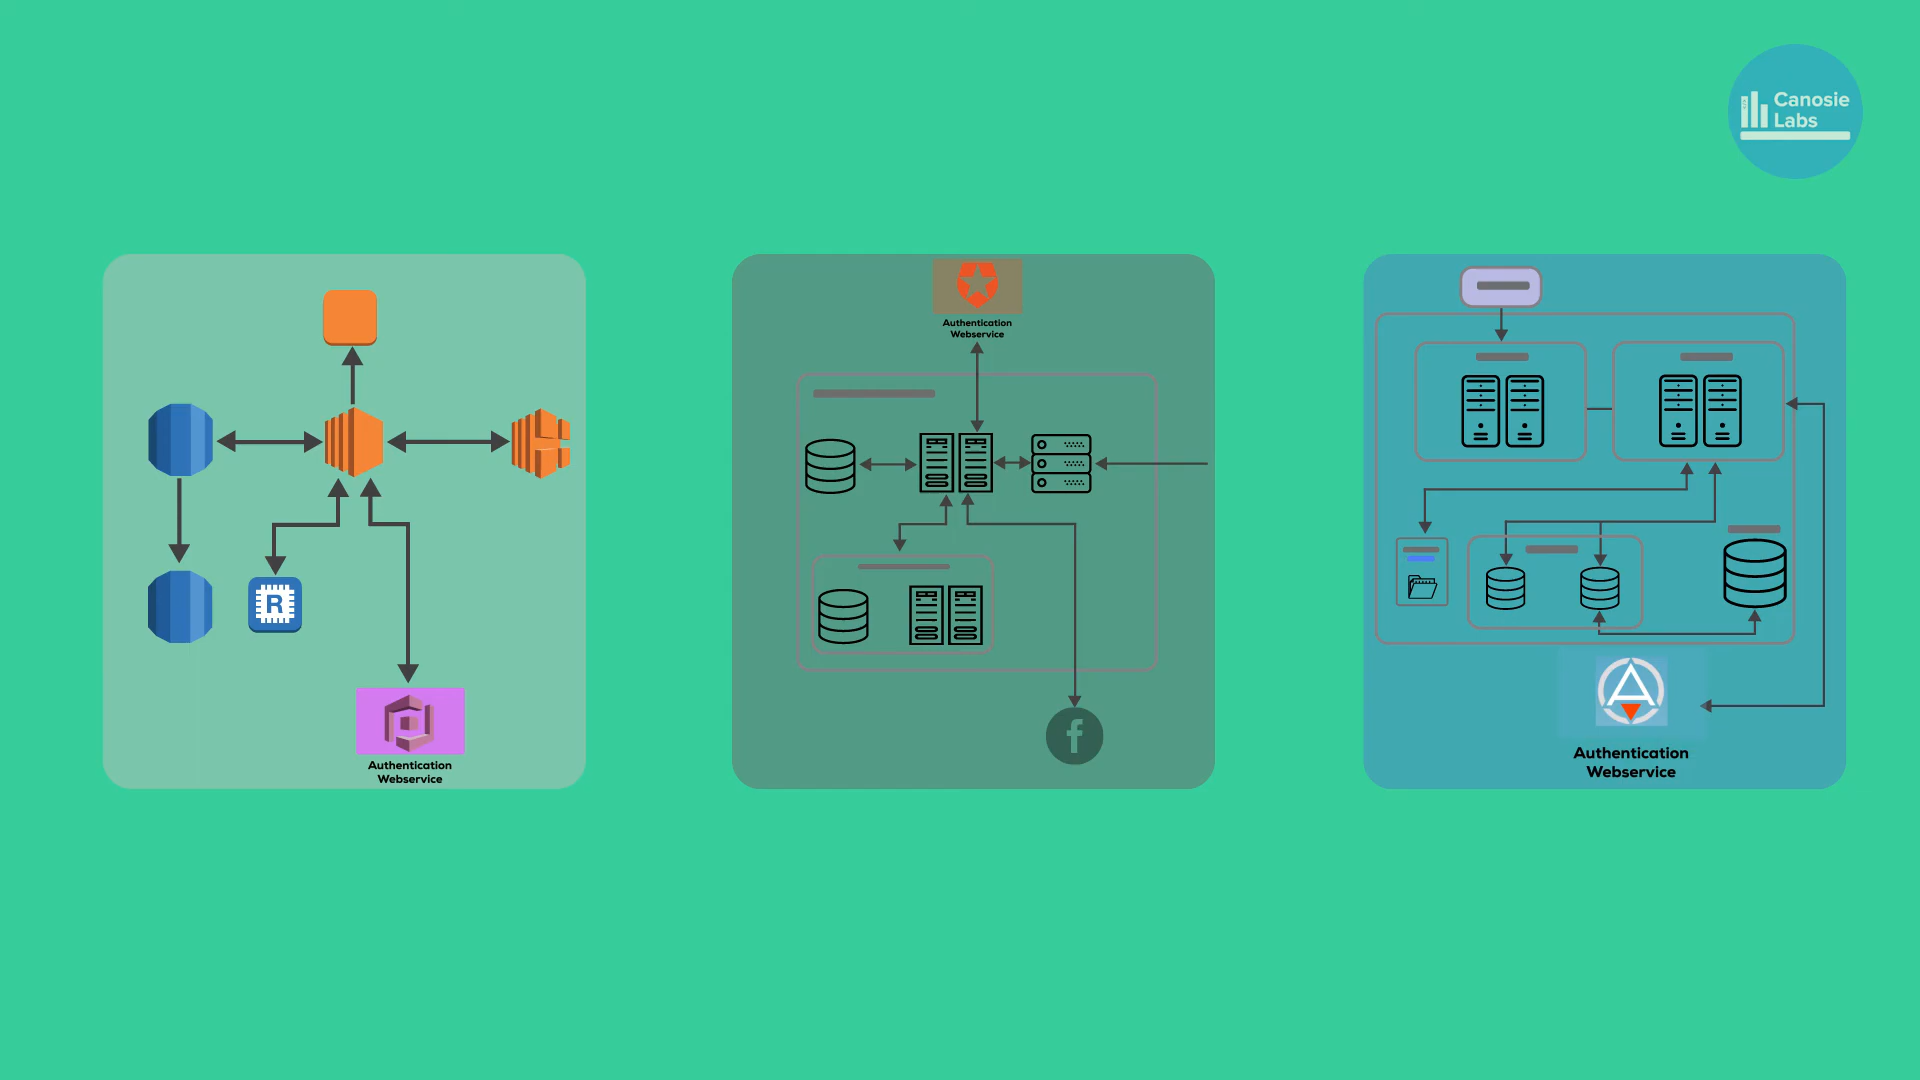 Canosie
Labs
Authentication
Webservice
R
Authentication
Webservice
Authentication
Webservice